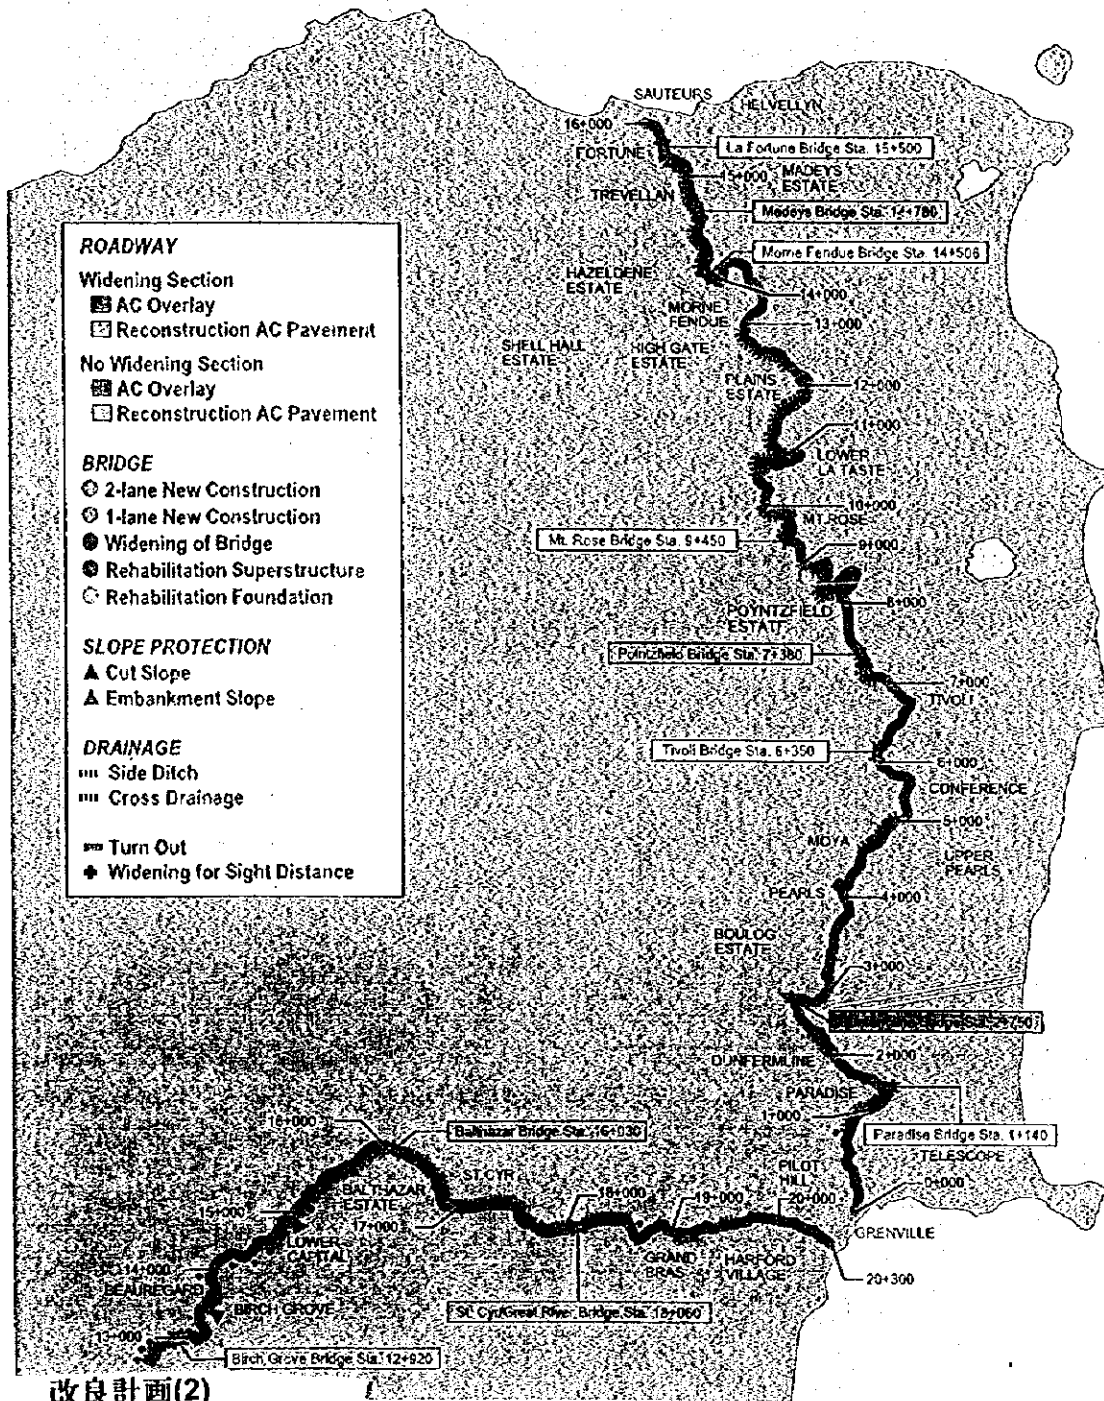 SAUTEURS
HELVELLYN
16+000
La Fortune Bridge Sta. 15+500
FORTUNE
15+000
MADEYS
ESTATE
TREVELLAN
Madeys Bridge Sta. 14+780
Morne Fendue Bridge Sta. 14+506
HAZELDENE
ESTATE
14+000
MORNE
FENDUE
13+000
SHELL HALL
ESTATE
HIGH GATE
ESTATE
PLAINS
ESTATE
12+000
11+000
LOWER
LA TASTE
10+000
MT.ROSE
Mt. Rose Bridge Sta. 9+450
9+000
8+000
POYNTZFIELD
ESTATE
Pointzfield Bridge Sta. 7+380
7+000
TIVOLI
Tivoli Bridge Sta. 6+350
6+000
CONFERENCE
5+000
MOYA
UPPER
PEARLS
PEARLS
4+000
BOULOG
ESTATE
3+000
Bridge Sta.
DUNFERMLINE
2+000
PARADISE
1+000
Paradise Bridge Sta. 1+140
TELESCOPE
PILOT
HILL
0+000
GRENVILLE
20+300
20+000
HARFORD
VILLAGE
19+000
GRAND
BRAS
18+000
St. Cyr/Great River Bridge Sta. 18+060
ST.CYR
17+000
BALTHAZAR
ESTATE
Balthazar Bridge Sta. 16+030
16+000
15+000
LOWER
CAPITAL
14+000
BEAUREGARD
BIRCH GROVE
13+000
Birch Grove Bridge Sta. 12+920
ROADWAY
Widening Section
AC Overlay
Reconstruction AC Pavement
No Widening Section
AC Overlay
Reconstruction AC Pavement
BRIDGE
2-lane New Construction
1-lane New Construction
Widening of Bridge
Rehabilitation Superstructure
Rehabilitation Foundation
SLOPE PROTECTION
Cut Slope
Embankment Slope
DRAINAGE
Side Ditch
Cross Drainage
Turn Out
Widening for Sight Distance
改良計画(2)